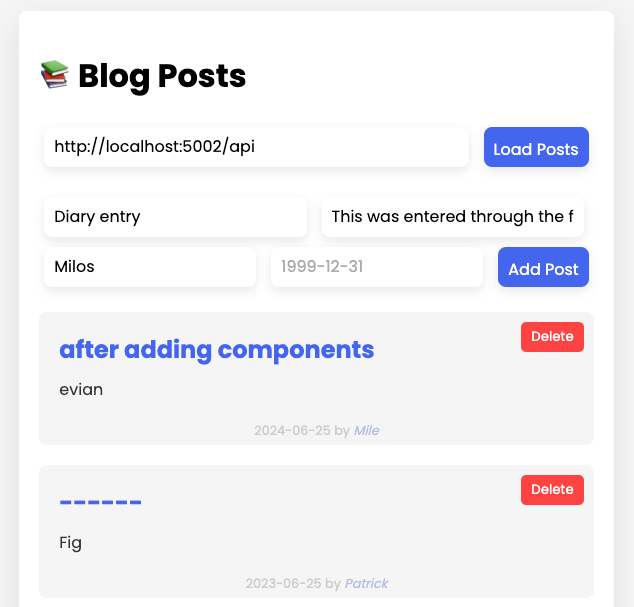 📚 Blog Posts
http://localhost:5002/api
Load Posts
Diary entry
This was entered through the f
Milos
1999-12-31
Add Post
after adding components
Delete
evian
2024-06-25 by Mile
------
Delete
Fig
2023-06-25 by Patrick